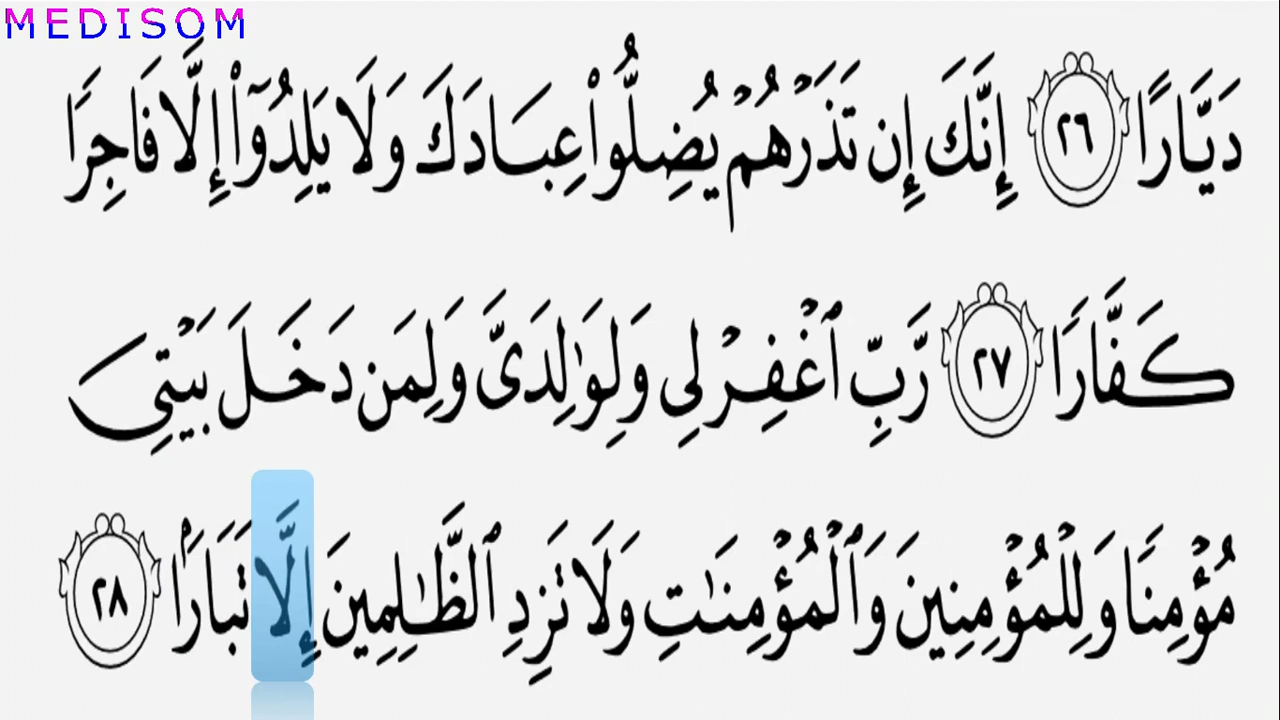 MEDISOM
دَيَّارًا ٢٦ إِنَّكَ إِن تَذَرْهُمْ يُضِلُّوا۟ عِبَادَكَ وَلَا يَلِدُوٓا۟ إِلَّا فَاجِرًا
كَفَّارًا ٢٧ رَّبِّ ٱغْفِرْ لِى وَلِوَٰلِدَىَّ وَلِمَن دَخَلَ بَيْتِىَ
مُؤْمِنًا وَلِلْمُؤْمِنِينَ وَٱلْمُؤْمِنَٰتِ وَلَا تَزِدِ ٱلظَّٰلِمِينَ إِلَّا تَبَارًۢا ٢٨